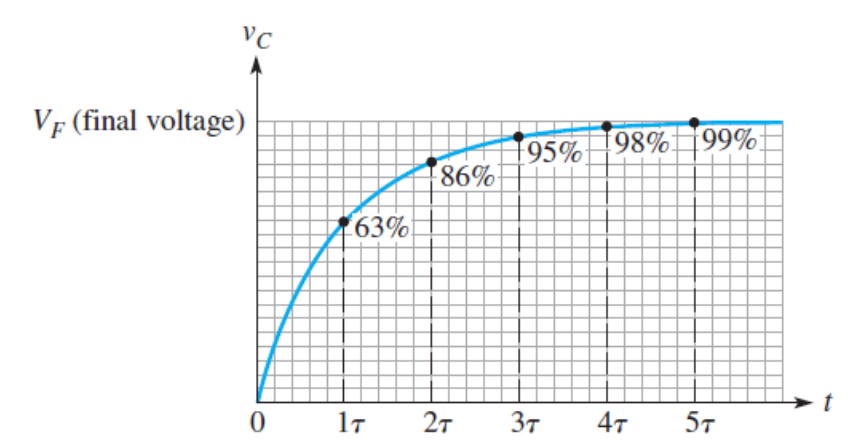 v_C
V_F (final voltage)
63%
86%
95%
98%
99%
0
1τ
2τ
3τ
4τ
5τ
t